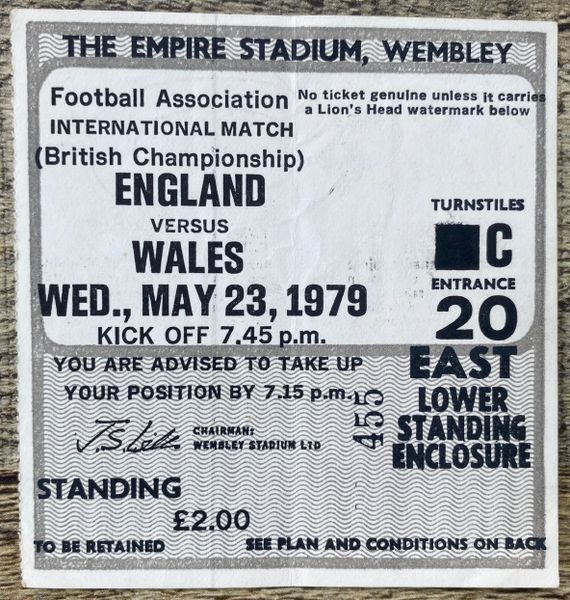 THE EMPIRE STADIUM, WEMBLEY
Football Association
INTERNATIONAL MATCH
(British Championship)
No ticket genuine unless it carries
a Lion's Head watermark below
ENGLAND
VERSUS
WALES
WED., MAY 23, 1979
KICK OFF 7.45 p.m.
TURNSTILES
C
ENTRANCE
20
EAST
LOWER
STANDING
ENCLOSURE
YOU ARE ADVISED TO TAKE UP
YOUR POSITION BY 7.15 p.m.
455
CHAIRMAN:
WEMBLEY STADIUM LTD
STANDING
£2.00
TO BE RETAINED
SEE PLAN AND CONDITIONS ON BACK